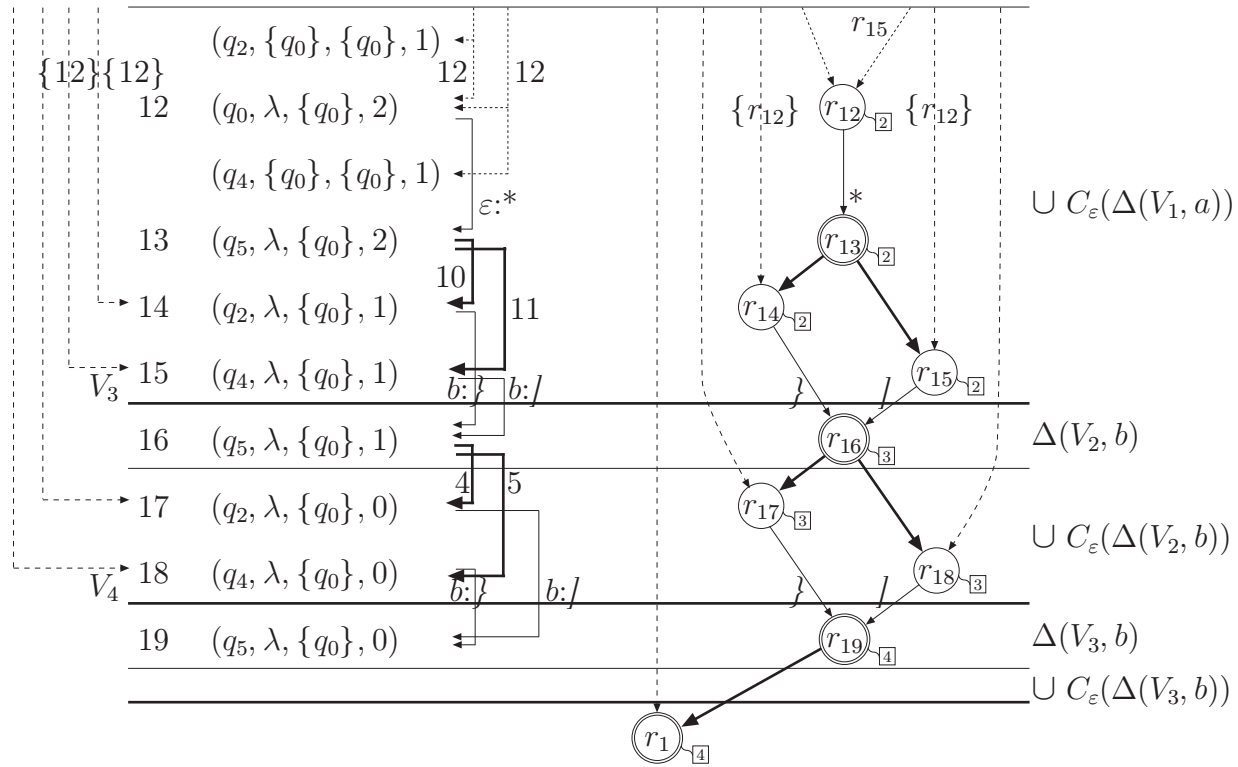 (q₂, {q₀}, {q₀}, 1) r₁₅
{12} {12} 12 12
12 (q₀, λ, {q₀}, 2) {r₁₂} r₁₂ 2 {r₁₂}
(q₄, {q₀}, {q₀}, 1)
ε:* * ∪ C_ε(Δ(V₁, a))
13 (q₅, λ, {q₀}, 2) r₁₃ 2
10
14 (q₂, λ, {q₀}, 1) 11 r₁₄ 2
15 (q₄, λ, {q₀}, 1) r₁₅ 2
V₃ b:} b:] } ]
16 (q₅, λ, {q₀}, 1) r₁₆ 3 Δ(V₂, b)
4 5
17 (q₂, λ, {q₀}, 0) r₁₇ 3
∪ C_ε(Δ(V₂, b))
18 (q₄, λ, {q₀}, 0) r₁₈ 3
V₄ b:} b:] } ]
19 (q₅, λ, {q₀}, 0) r₁₉ 4 Δ(V₃, b)
∪ C_ε(Δ(V₃, b))
r₁ 4